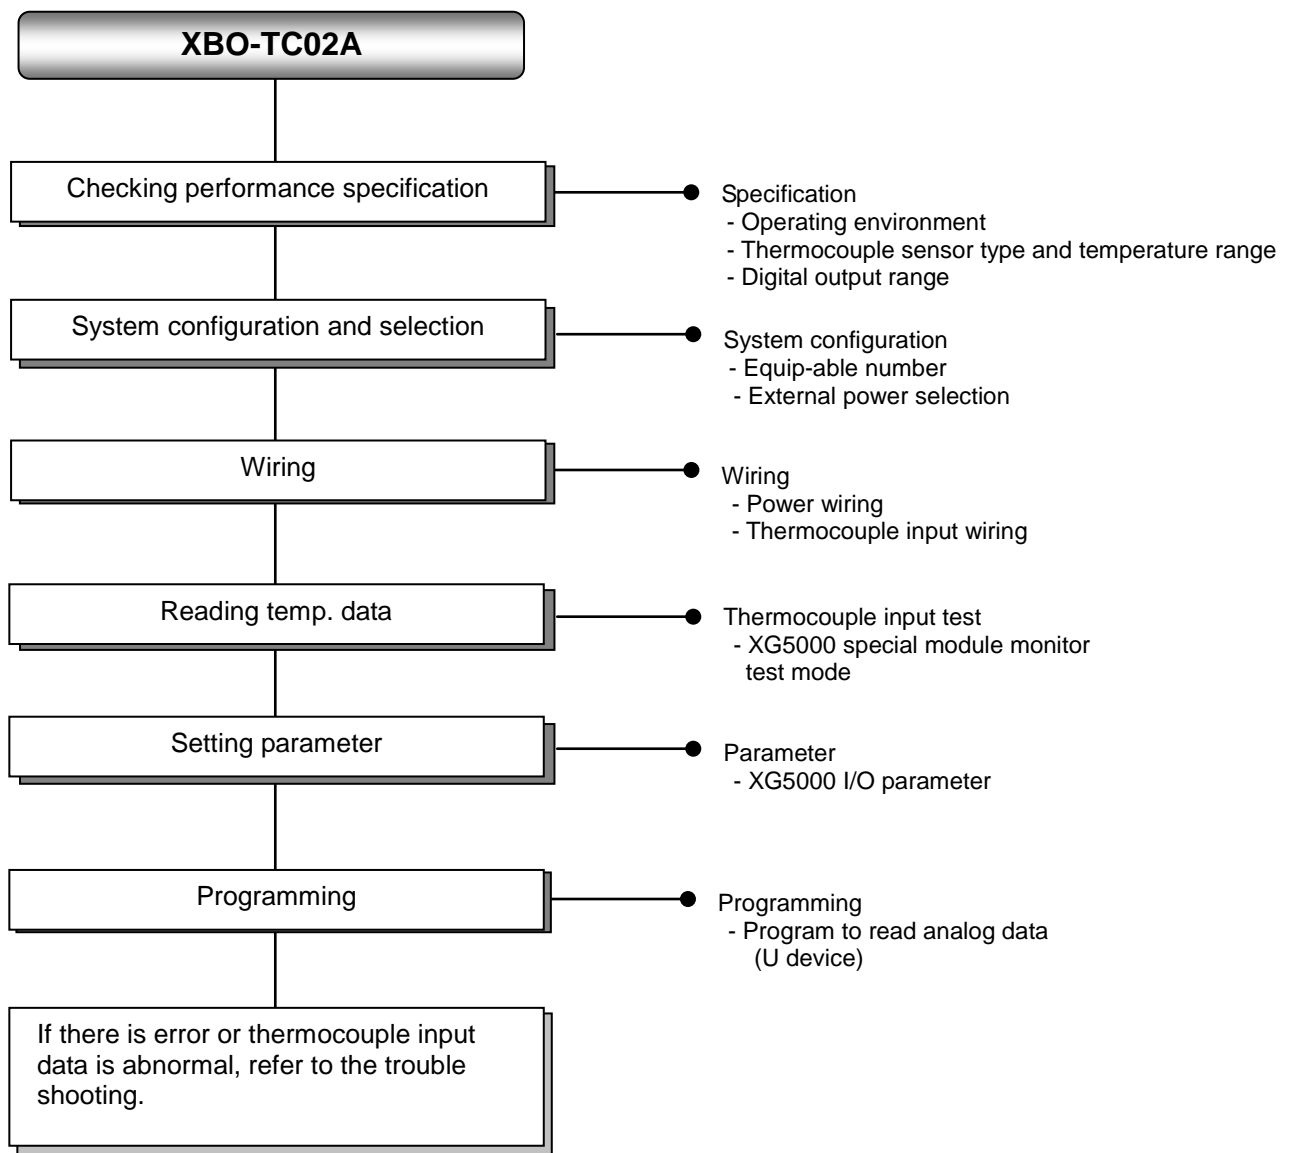 XBO-TC02A
Checking performance specification
Specification
- Operating environment
- Thermocouple sensor type and temperature range
- Digital output range
System configuration and selection
System configuration
- Equip-able number
- External power selection
Wiring
Wiring
- Power wiring
- Thermocouple input wiring
Reading temp. data
Thermocouple input test
- XG5000 special module monitor
test mode
Setting parameter
Parameter
- XG5000 I/O parameter
Programming
Programming
- Program to read analog data
(U device)
If there is error or thermocouple input
data is abnormal, refer to the trouble
shooting.